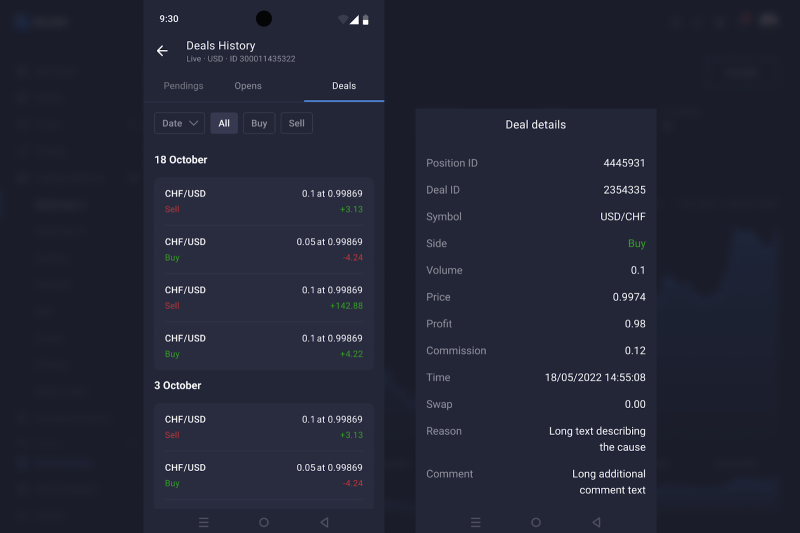 9:30
Deals History
Live · USD · ID 300011435322
Pendings Opens Deals
Date All Buy Sell
18 October
CHF/USD 0.1 at 0.99869
Sell +3.13
CHF/USD 0.05 at 0.99869
Buy -4.24
CHF/USD 0.1 at 0.99869
Sell +142.88
CHF/USD 0.1 at 0.99869
Buy +4.22
3 October
CHF/USD 0.1 at 0.99869
Sell +3.13
CHF/USD 0.05 at 0.99869
Buy -4.24
Deal details
Position ID 4445931
Deal ID 2354335
Symbol USD/CHF
Side Buy
Volume 0.1
Price 0.9974
Profit 0.98
Commission 0.12
Time 18/05/2022 14:55:08
Swap 0.00
Reason Long text describing
the cause
Comment Long additional
comment text